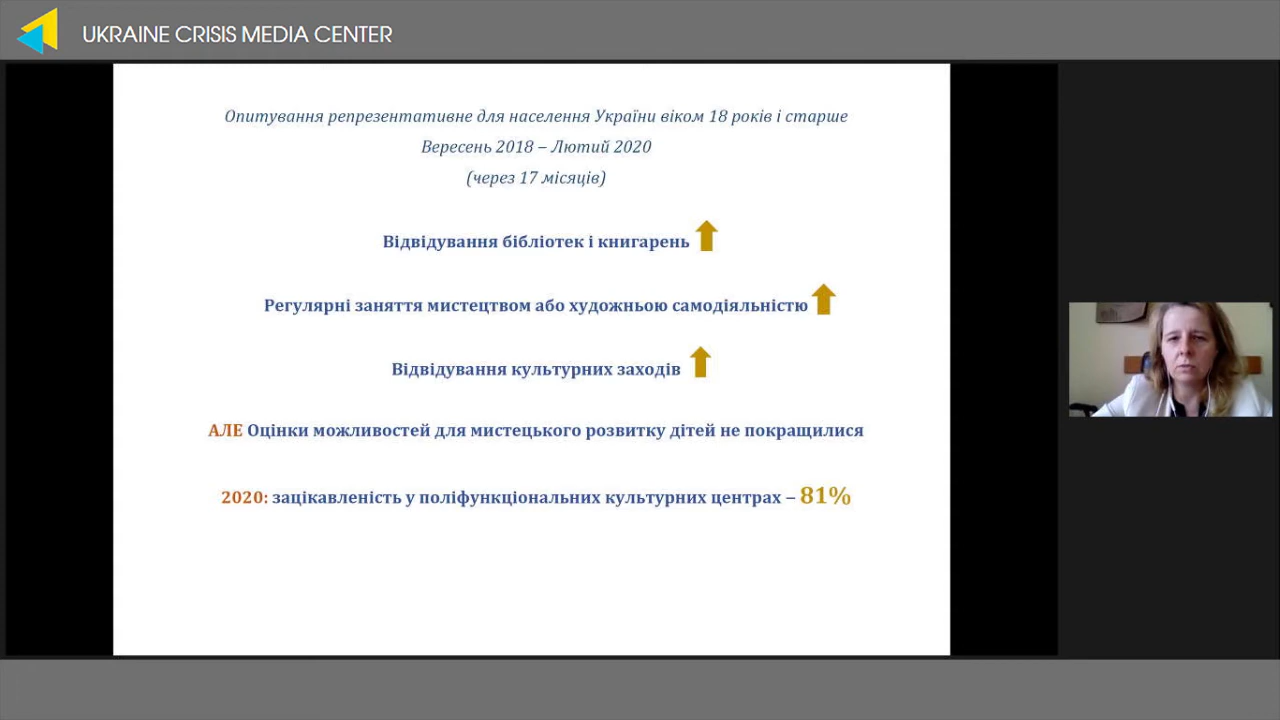 UKRAINE CRISIS MEDIA CENTER
Опитування репрезентативне для населення України віком 18 років і старше
Вересень 2018 – Лютий 2020
(через 17 місяців)
Відвідування бібліотек і книгарень
Регулярні заняття мистецтвом або художньою самодіяльністю
Відвідування культурних заходів
АЛЕ Оцінки можливостей для мистецького розвитку дітей не покращилися
2020: зацікавленість у поліфункціональних культурних центрах – 81%